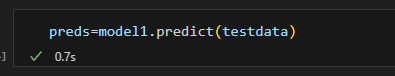 preds=model1.predict(testdata)
]
✓ 0.7s